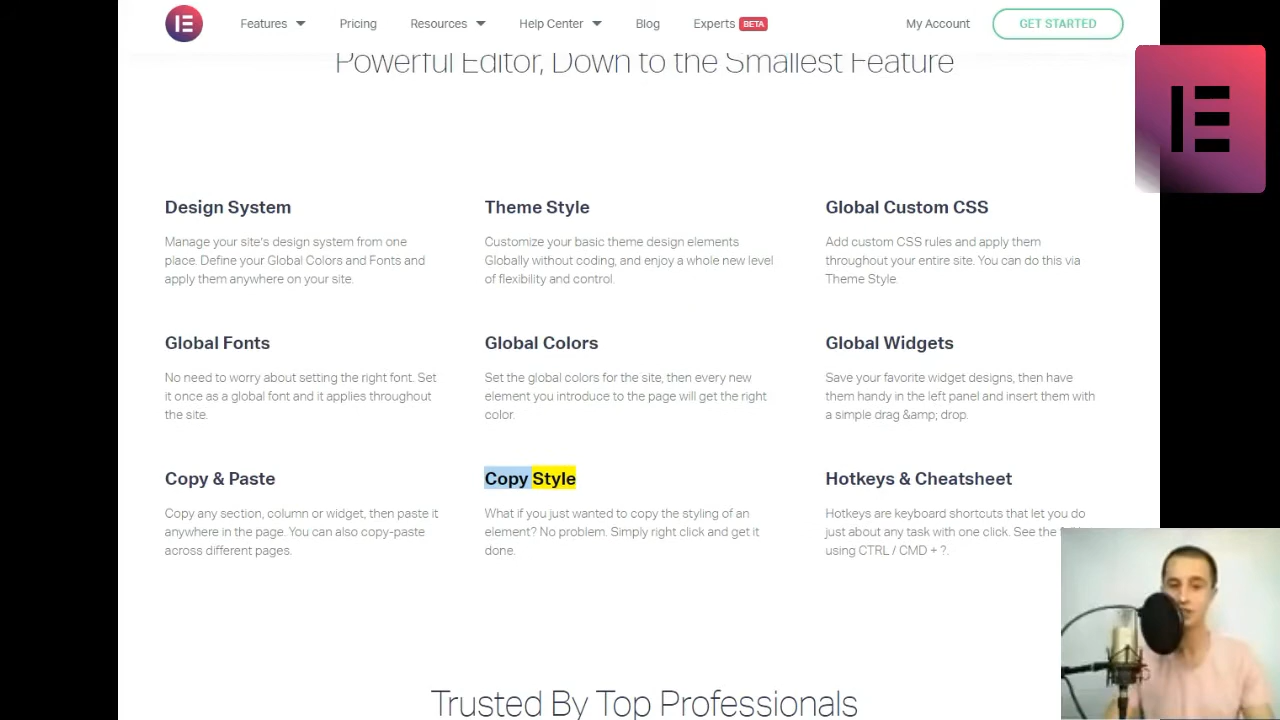 Features Pricing Resources Help Center Blog Experts BETA My Account GET STARTED
Powerful Editor, Down to the Smallest Feature
Design System
Manage your site's design system from one
place. Define your Global Colors and Fonts and
apply them anywhere on your site.
Theme Style
Customize your basic theme design elements
Globally without coding, and enjoy a whole new level
of flexibility and control.
Global Custom CSS
Add custom CSS rules and apply them
throughout your entire site. You can do this via
Theme Style.
Global Fonts
No need to worry about setting the right font. Set
it once as a global font and it applies throughout
the site.
Global Colors
Set the global colors for the site, then every new
element you introduce to the page will get the right
color.
Global Widgets
Save your favorite widget designs, then have
them handy in the left panel and insert them with
a simple drag &amp; drop.
Copy & Paste
Copy any section, column or widget, then paste it
anywhere in the page. You can also copy-paste
across different pages.
Copy Style
What if you just wanted to copy the styling of an
element? No problem. Simply right click and get it
done.
Hotkeys & Cheatsheet
Hotkeys are keyboard shortcuts that let you do
just about any task with one click. See the
using CTRL / CMD + ?.
Trusted By Top Professionals